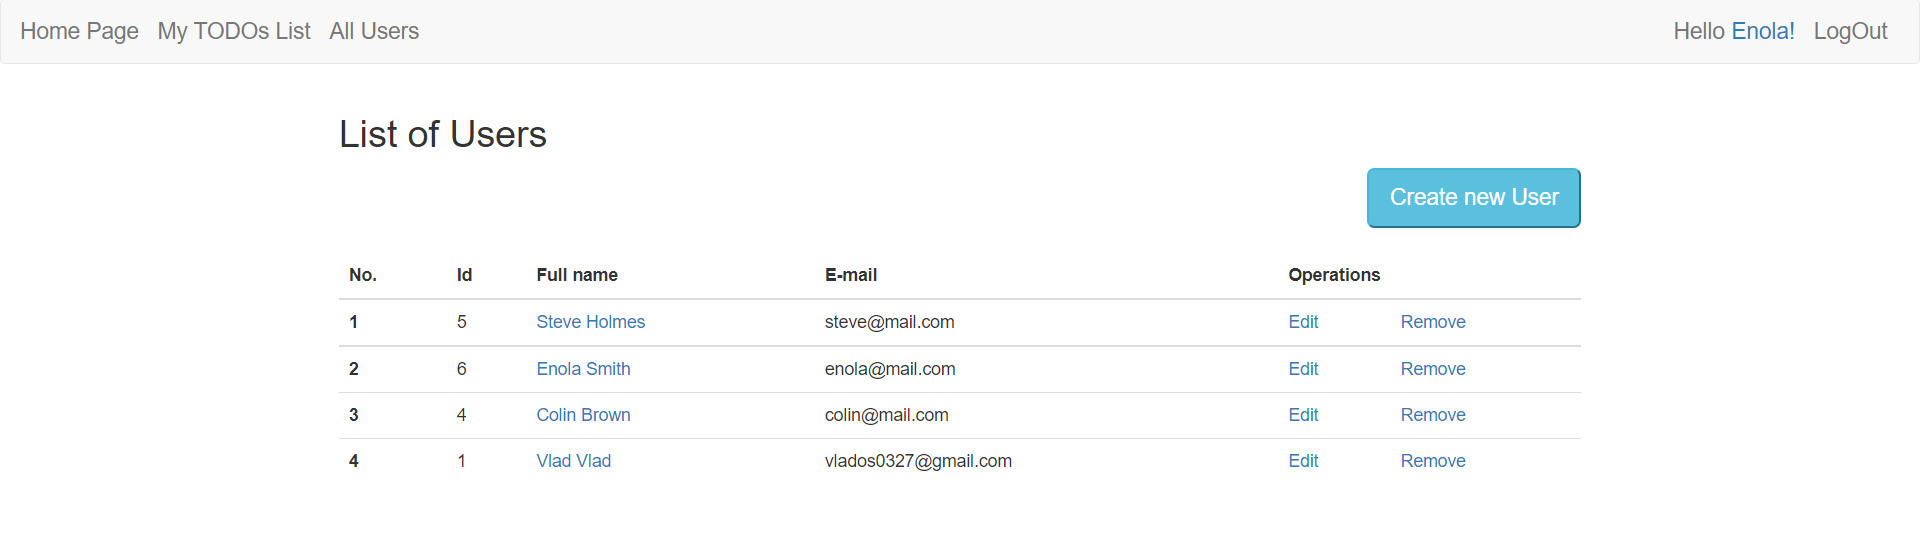 Home Page My TODOs List All Users Hello Enola! LogOut
List of Users
Create new User
No. Id Full name E-mail Operations
1 5 Steve Holmes steve@mail.com Edit Remove
2 6 Enola Smith enola@mail.com Edit Remove
3 4 Colin Brown colin@mail.com Edit Remove
4 1 Vlad Vlad vlados0327@gmail.com Edit Remove